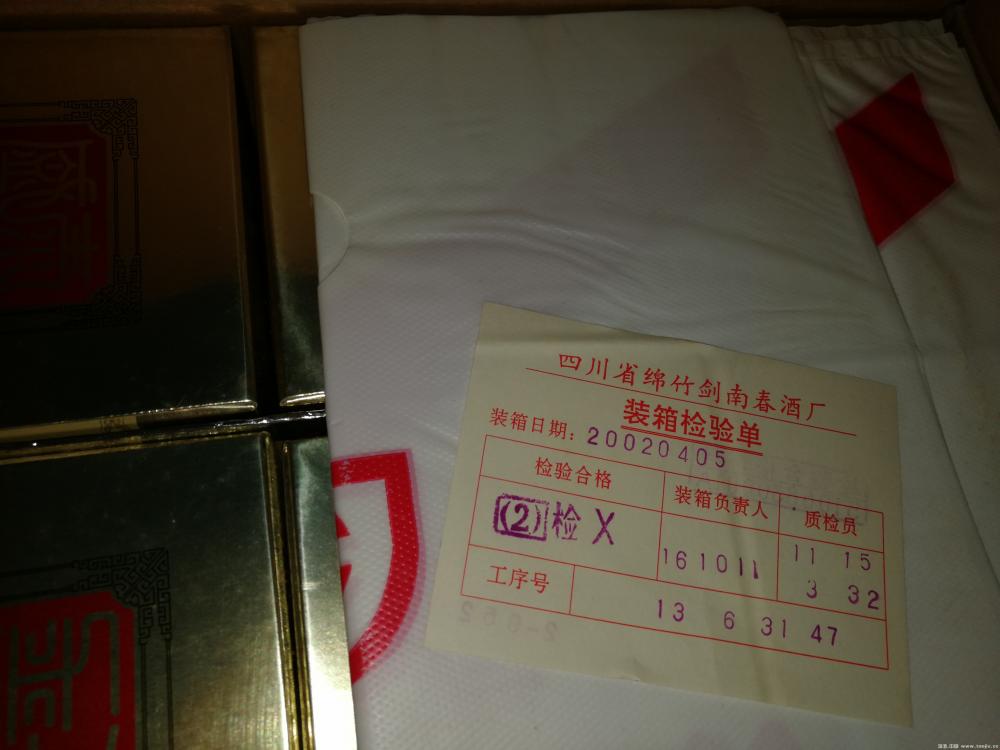 四川省绵竹剑南春酒厂
装箱检验单
装箱日期：20020405
检验合格 装箱负责人 质检员
(2)检 X 161011 11 15
3 32
工序号 13 6 31 47